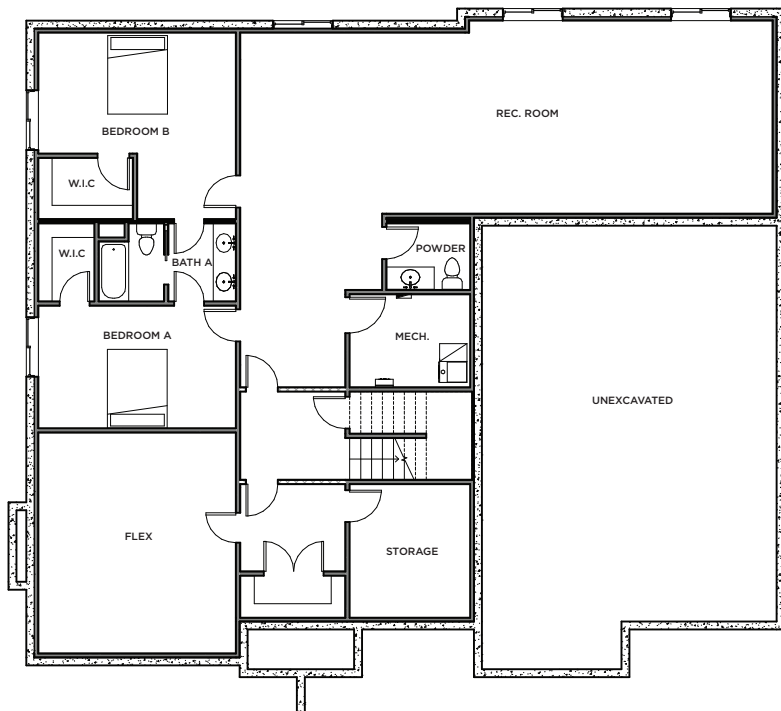 REC. ROOM
BEDROOM B
W.I.C
POWDER
W.I.C
BATH A
BEDROOM A
MECH.
UNEXCAVATED
FLEX
STORAGE